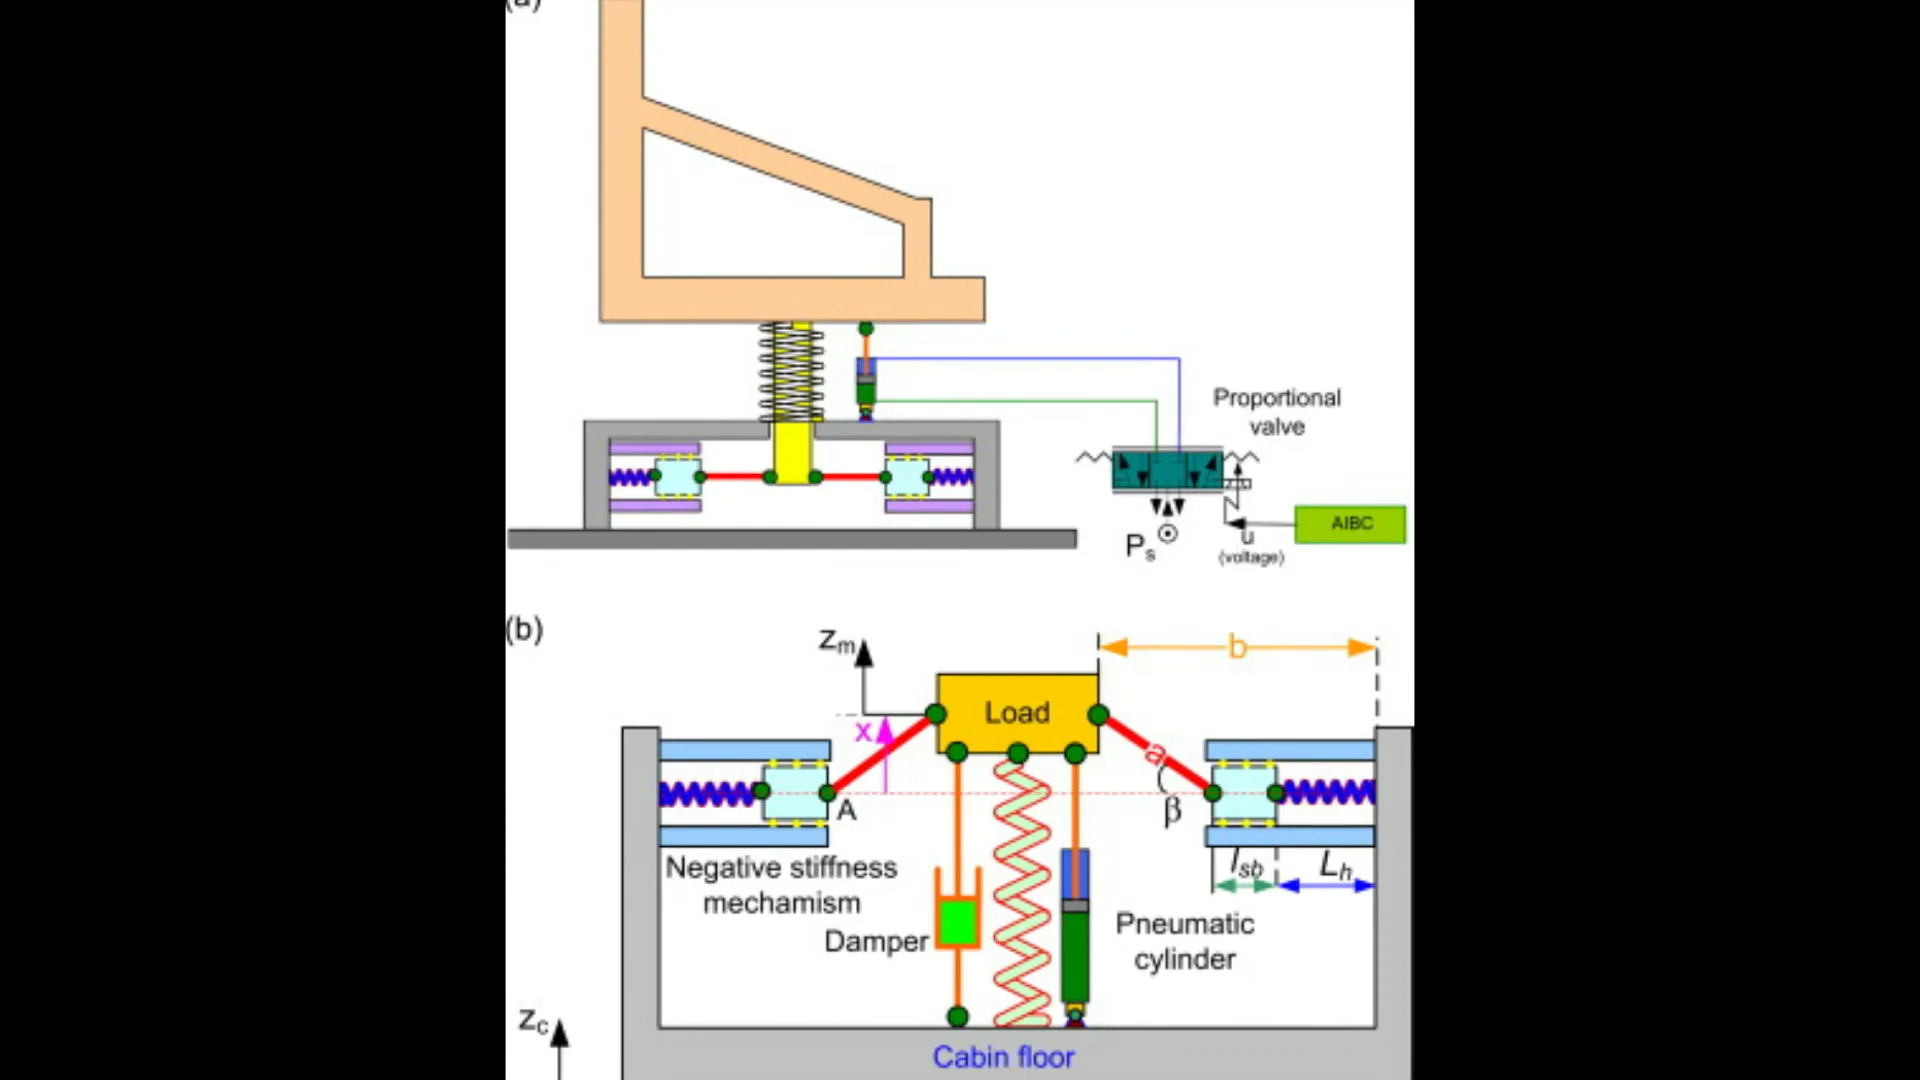 (a)
Proportional
valve
AIBC
Ps
u
(voltage)
(b)
zm
b
Load
x
a
A
β
lsb
Lh
Negative stiffness
mechamism
Damper
Pneumatic
cylinder
zc
Cabin floor